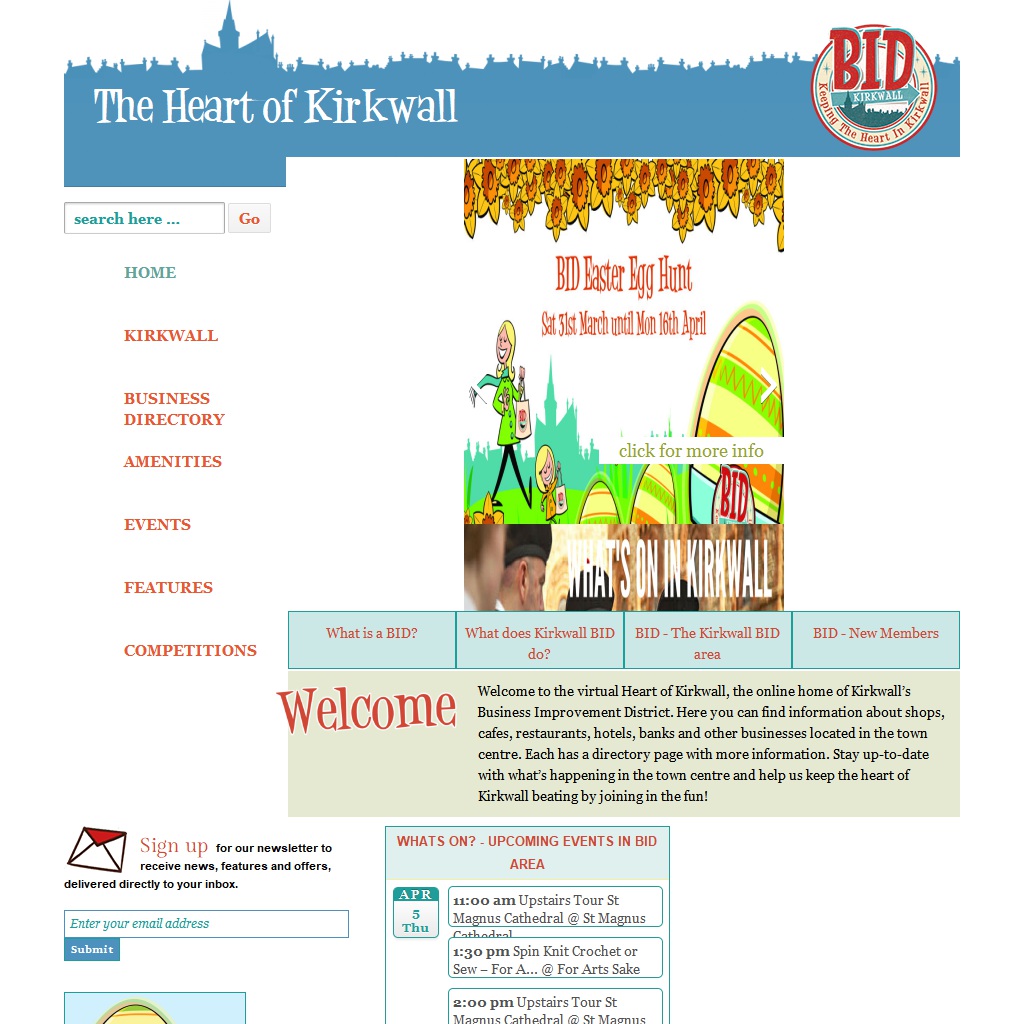 The Heart of Kirkwall
BID
KIRKWALL
Keeping The Heart In Kirkwall
search here ...
Go
HOME
KIRKWALL
BUSINESS
DIRECTORY
AMENITIES
EVENTS
FEATURES
COMPETITIONS
BID Easter Egg Hunt
Sat 31st March until Mon 16th April
BID
BID
click for more info
BID
WHAT'S ON IN KIRKWALL
What is a BID?
What does Kirkwall BID
do?
BID - The Kirkwall BID
area
BID - New Members
Welcome
Welcome to the virtual Heart of Kirkwall, the online home of Kirkwall’s
Business Improvement District. Here you can find information about shops,
cafes, restaurants, hotels, banks and other businesses located in the town
centre. Each has a directory page with more information. Stay up-to-date
with what’s happening in the town centre and help us keep the heart of
Kirkwall beating by joining in the fun!
Sign up for our newsletter to
receive news, features and offers,
delivered directly to your inbox.
Enter your email address
Submit
WHATS ON? - UPCOMING EVENTS IN BID
AREA
APR
5
Thu
11:00 am Upstairs Tour St
Magnus Cathedral @ St Magnus
Cathedral
1:30 pm Spin Knit Crochet or
Sew – For A... @ For Arts Sake
2:00 pm Upstairs Tour St
Magnus Cathedral @ St Magnus